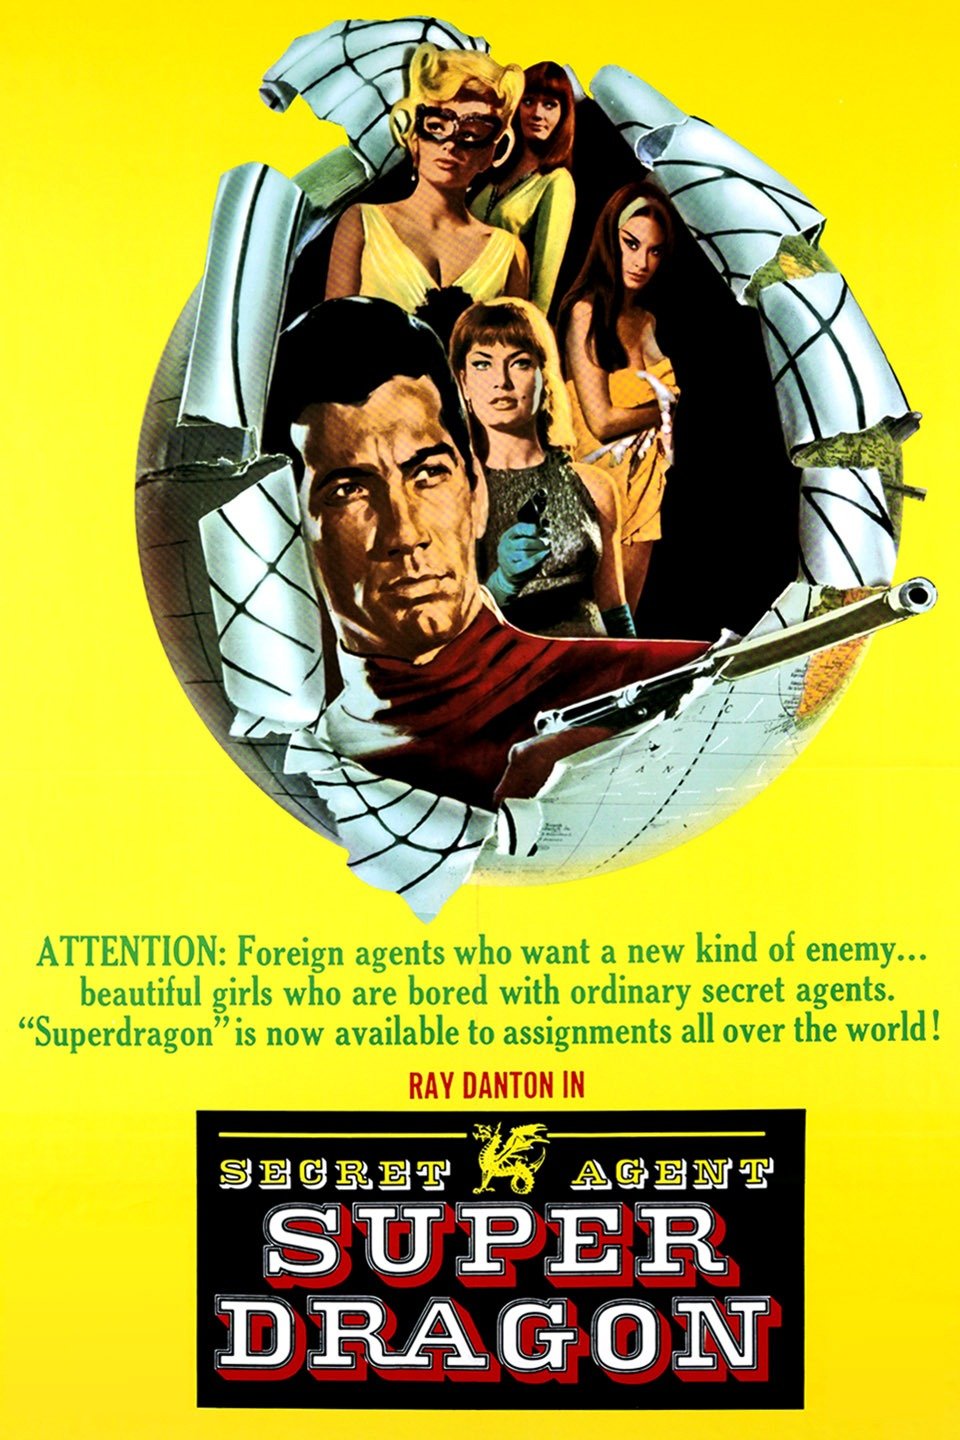 ATTENTION: Foreign agents who want a new kind of enemy...
beautiful girls who are bored with ordinary secret agents.
“Superdragon” is now available to assignments all over the world!
RAY DANTON IN
SECRET AGENT
SUPER
DRAGON